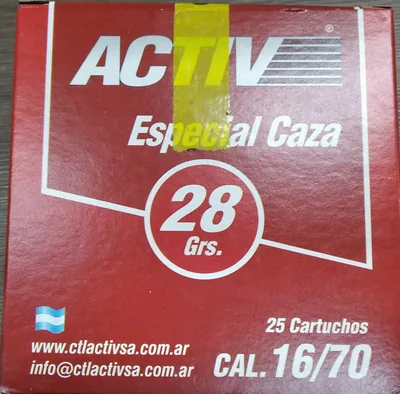 ACTIV®
Especial Caza
28
Grs.
25 Cartuchos
www.ctlactivsa.com.ar
info@ctlactivsa.com.ar
CAL. 16/70